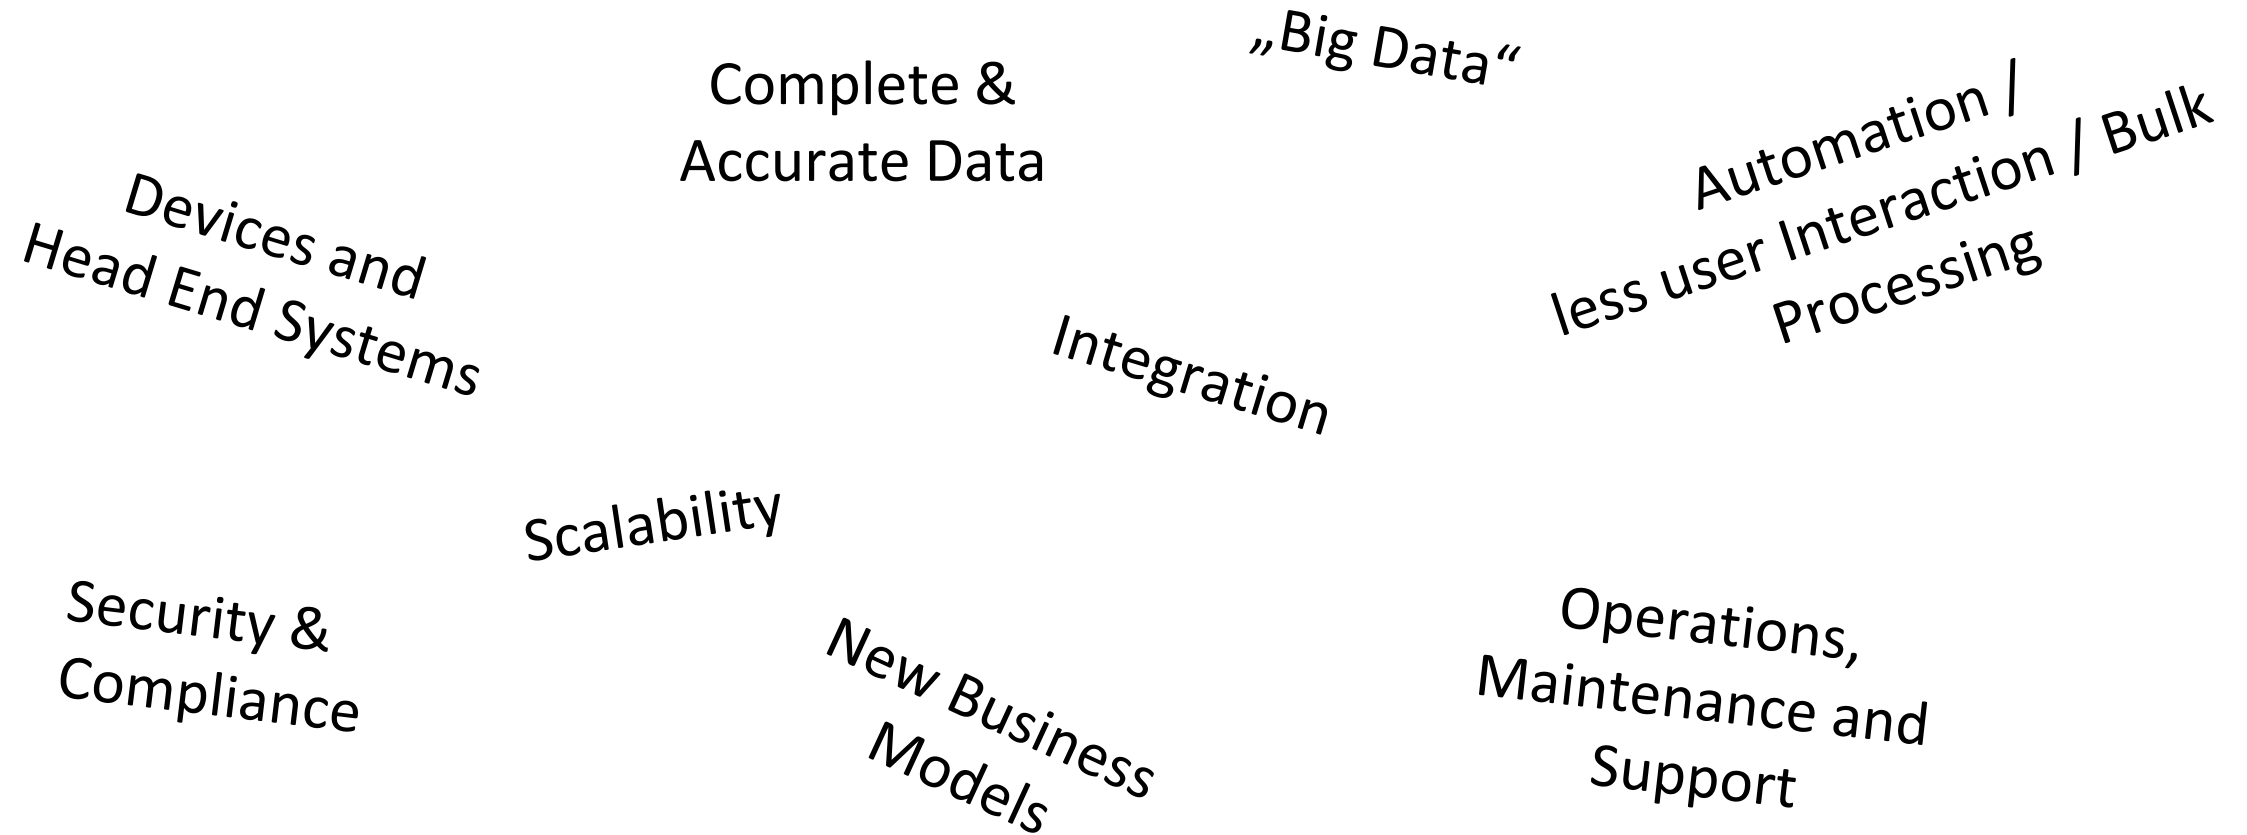 „Big Data“
Complete &
Accurate Data
Automation /
less user Interaction / Bulk
Processing
Devices and
Head End Systems
Integration
Scalability
Security &
Compliance
New Business
Models
Operations,
Maintenance and
Support